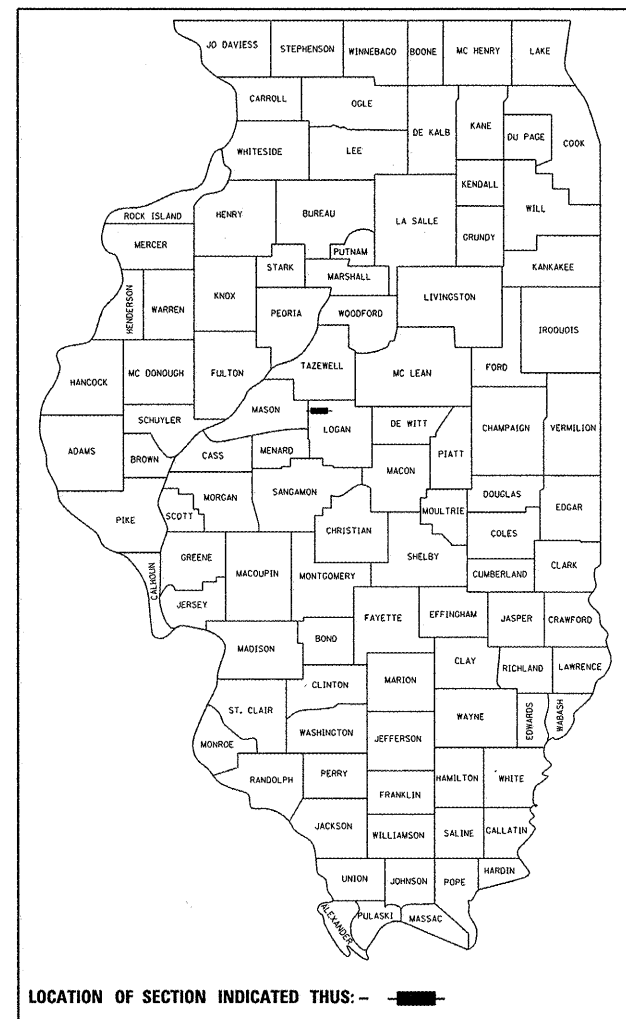 JO DAVIESS STEPHENSON WINNEBAGO BOONE MC HENRY LAKE
CARROLL OGLE DE KALB KANE DU PAGE COOK
WHITESIDE LEE
KENDALL
ROCK ISLAND HENRY BUREAU LA SALLE WILL
MERCER PUTNAM GRUNDY
STARK MARSHALL KANKAKEE
HENDERSON WARREN KNOX PEORIA WOODFORD LIVINGSTON
IROQUOIS
HANCOCK MC DONOUGH FULTON TAZEWELL MC LEAN FORD
MASON
SCHUYLER LOGAN DE WITT CHAMPAIGN VERMILION
ADAMS BROWN CASS MENARD PIATT
MACON
MORGAN SANGAMON DOUGLAS
PIKE SCOTT CHRISTIAN MOULTRIE COLES EDGAR
GREENE SHELBY
CALHOUN MACOUPIN MONTGOMERY CUMBERLAND CLARK
JERSEY
FAYETTE EFFINGHAM JASPER CRAWFORD
MADISON BOND
CLAY RICHLAND LAWRENCE
CLINTON MARION
ST. CLAIR WAYNE EDWARDS WABASH
WASHINGTON JEFFERSON
MONROE
RANDOLPH PERRY HAMILTON WHITE
FRANKLIN
JACKSON WILLIAMSON SALINE GALLATIN
HARDIN
UNION JOHNSON POPE
ALEXANDER PULASKI MASSAC
LOCATION OF SECTION INDICATED THUS: -